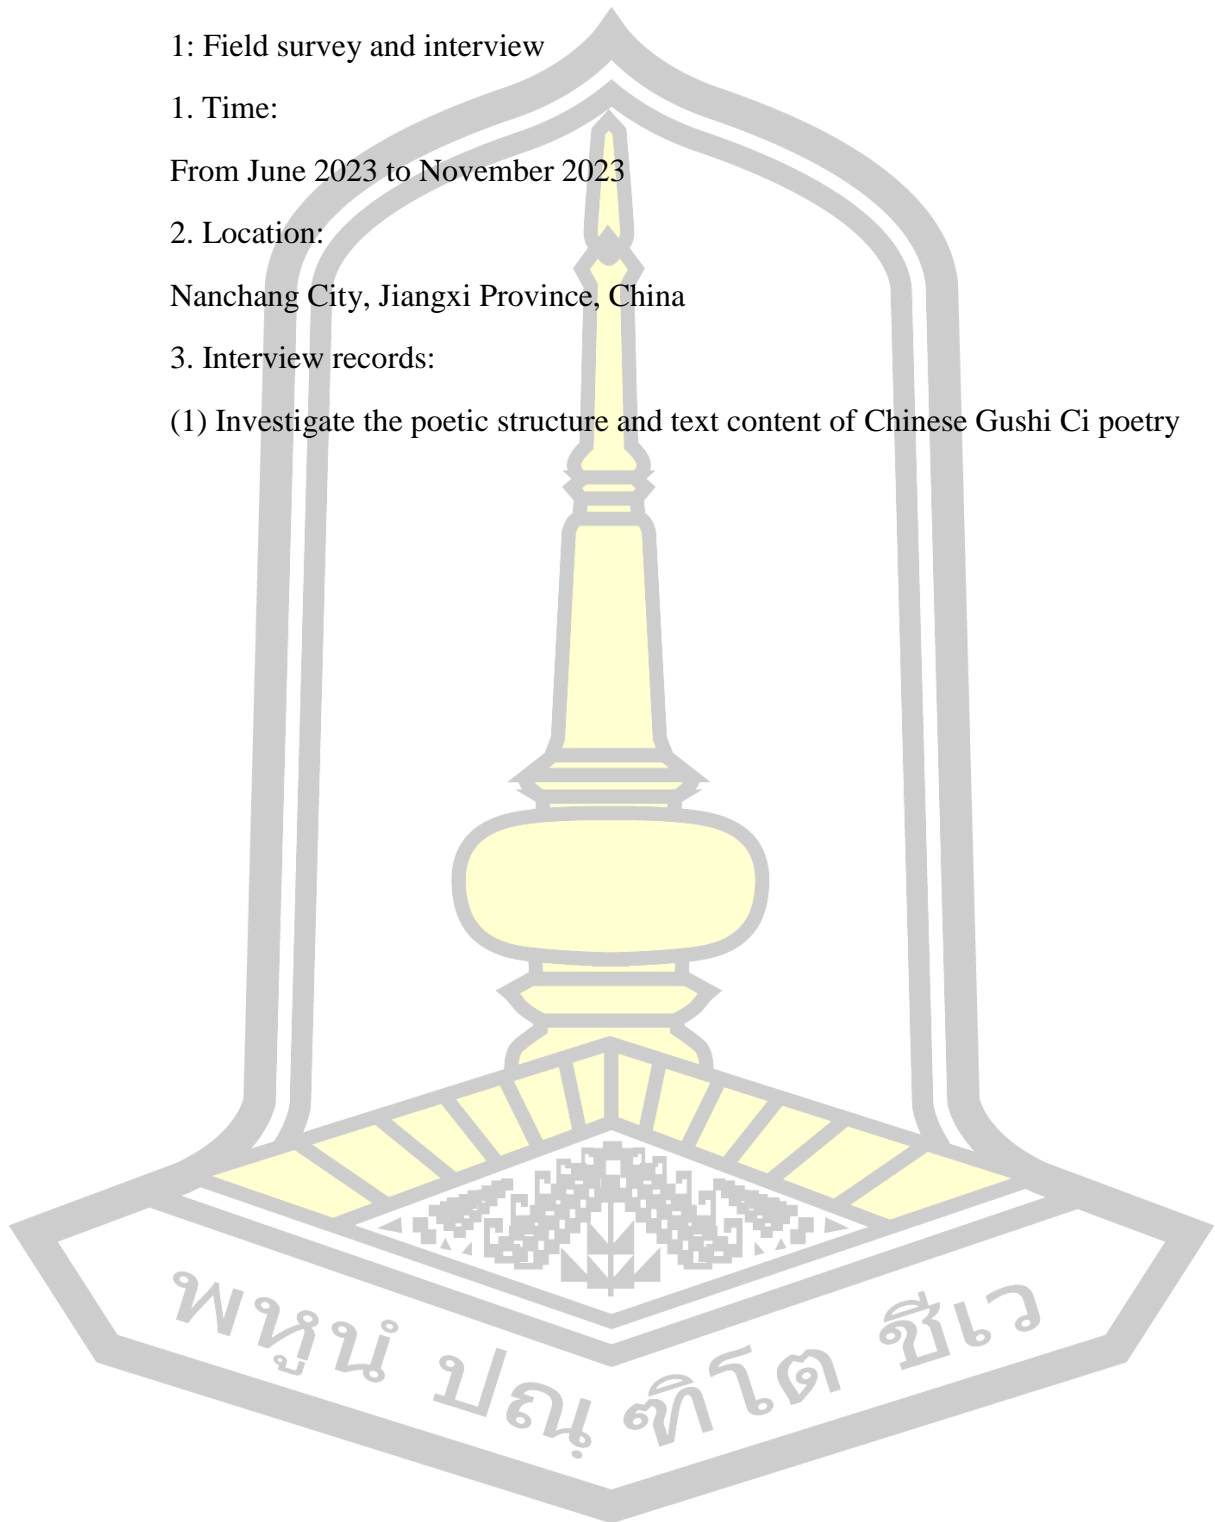 1: Field survey and interview
1. Time:
From June 2023 to November 2023
2. Location:
Nanchang City, Jiangxi Province, China
3. Interview records:
(1) Investigate the poetic structure and text content of Chinese Gushi Ci poetry
พหูนํ ปณฺ ฑิโต ชีเว